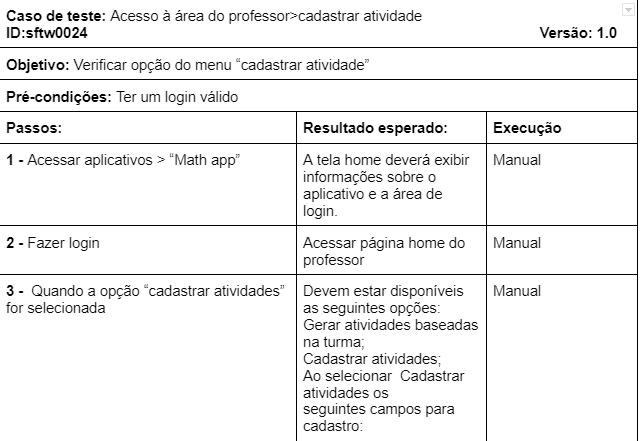 Caso de teste: Acesso à área do professor>cadastrar atividade
ID:sftw0024 Versão: 1.0
Objetivo: Verificar opção do menu “cadastrar atividade”
Pré-condições: Ter um login válido
Passos: Resultado esperado: Execução
1 - Acessar aplicativos > “Math app” A tela home deverá exibir Manual
informações sobre o
aplicativo e a área de
login.
2 - Fazer login Acessar página home do Manual
professor
3 - Quando a opção “cadastrar atividades” Devem estar disponíveis Manual
for selecionada as seguintes opções:
Gerar atividades baseadas
na turma;
Cadastrar atividades;
Ao selecionar Cadastrar
atividades os
seguintes campos para
cadastro: